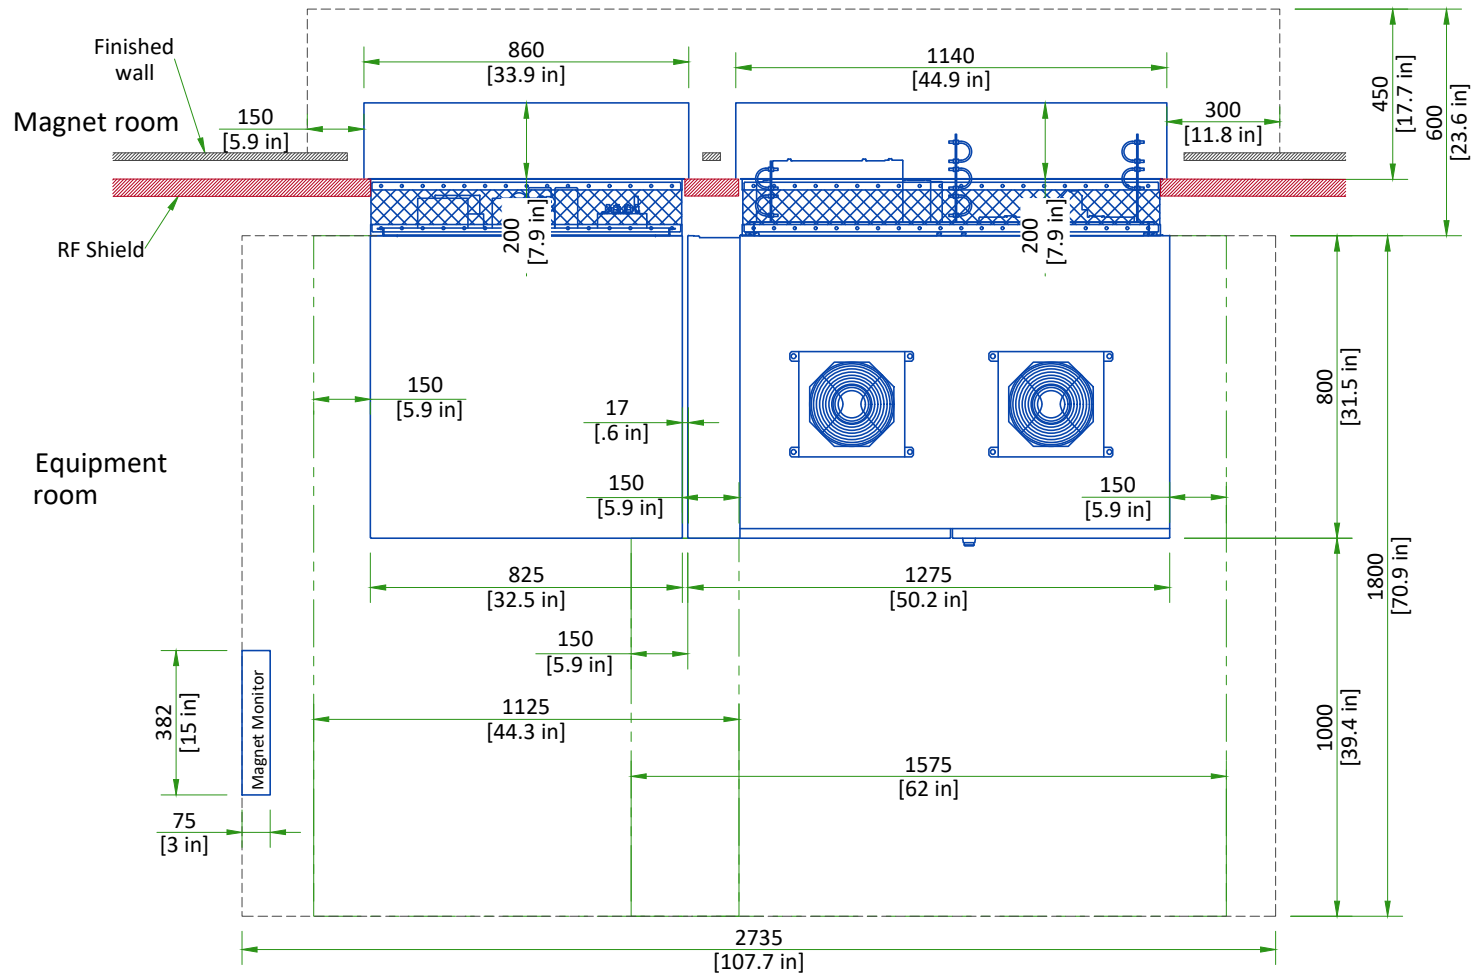 Finished
wall
Magnet room
150
[5.9 in]
860
[33.9 in]
1140
[44.9 in]
300
[11.8 in]
450
[17.7 in]
600
[23.6 in]
RF Shield
200
[7.9 in]
200
[7.9 in]
150
[5.9 in]
17
[.6 in]
150
[5.9 in]
150
[5.9 in]
800
[31.5 in]
Equipment
room
825
[32.5 in]
1275
[50.2 in]
1800
[70.9 in]
150
[5.9 in]
382
[15 in]
Magnet Monitor
1125
[44.3 in]
1000
[39.4 in]
1575
[62 in]
75
[3 in]
2735
[107.7 in]